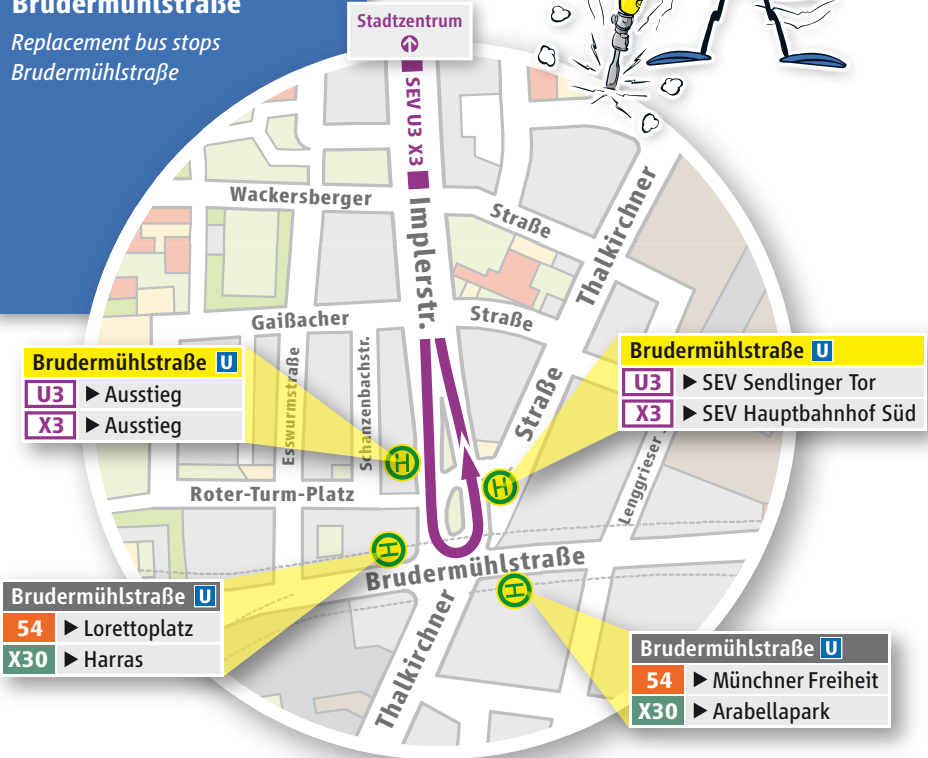 Brudermühlstraße
Replacement bus stops
Brudermühlstraße
Stadtzentrum
SEV U3 X3
Wackersberger
Straße
Thalkirchner
Implerstr.
Gaißacher
Straße
Brudermühlstraße U
U3 ▶ Ausstieg
X3 ▶ Ausstieg
Esswurmstraße
Schanzenbachstr.
Straße
Brudermühlstraße U
U3 ▶ SEV Sendlinger Tor
X3 ▶ SEV Hauptbahnhof Süd
Lenggrieser
H
H
Roter-Turm-Platz
H
Brudermühlstraße
H
Brudermühlstraße U
54 ▶ Lorettoplatz
X30 ▶ Harras
Thalkirchner
Brudermühlstraße U
54 ▶ Münchner Freiheit
X30 ▶ Arabellapark